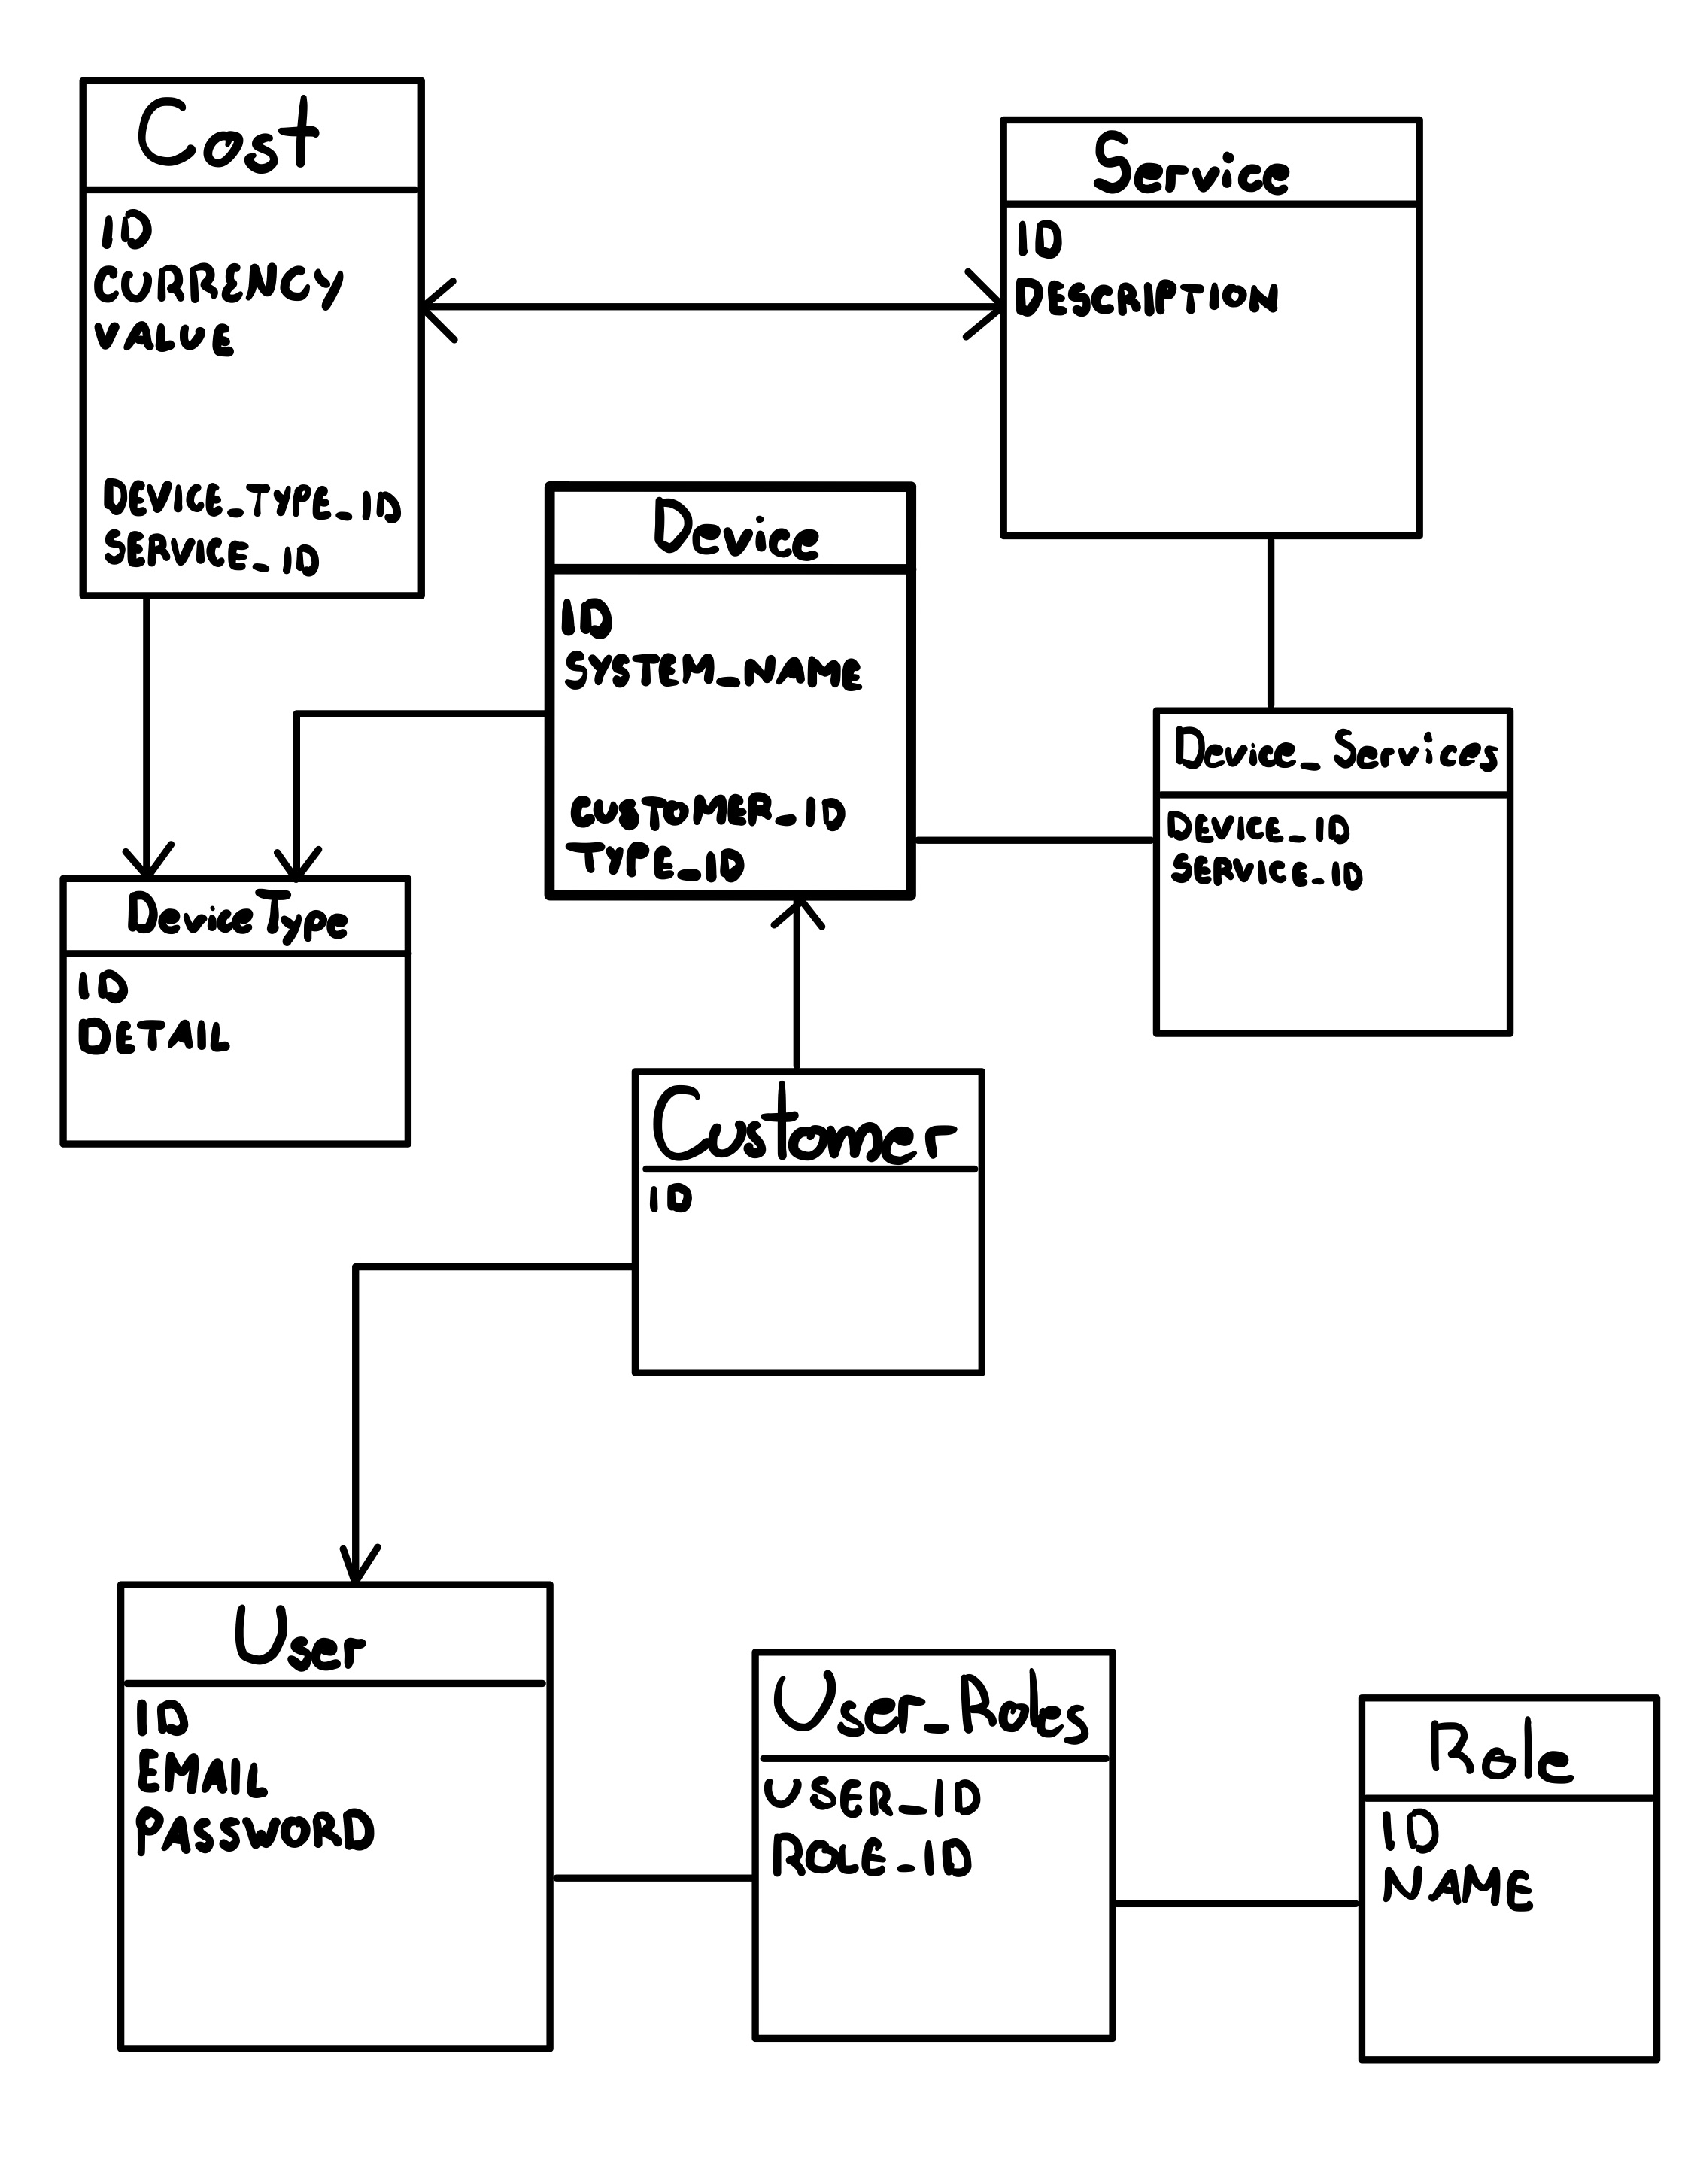 Cost
ID
CURRENCY
VALUE
DEVICE_TYPE_ID
SERVICE_ID
Service
ID
DESCRIPTION
Device
ID
SYSTEM_NAME
CUSTOMER_ID
TYPE_ID
Device_Services
DEVICE_ID
SERVICE_ID
DeviceType
ID
DETAIL
Customer
ID
User
ID
EMAIL
PASSWORD
User_Roles
USER_ID
ROLE_ID
Role
ID
NAME